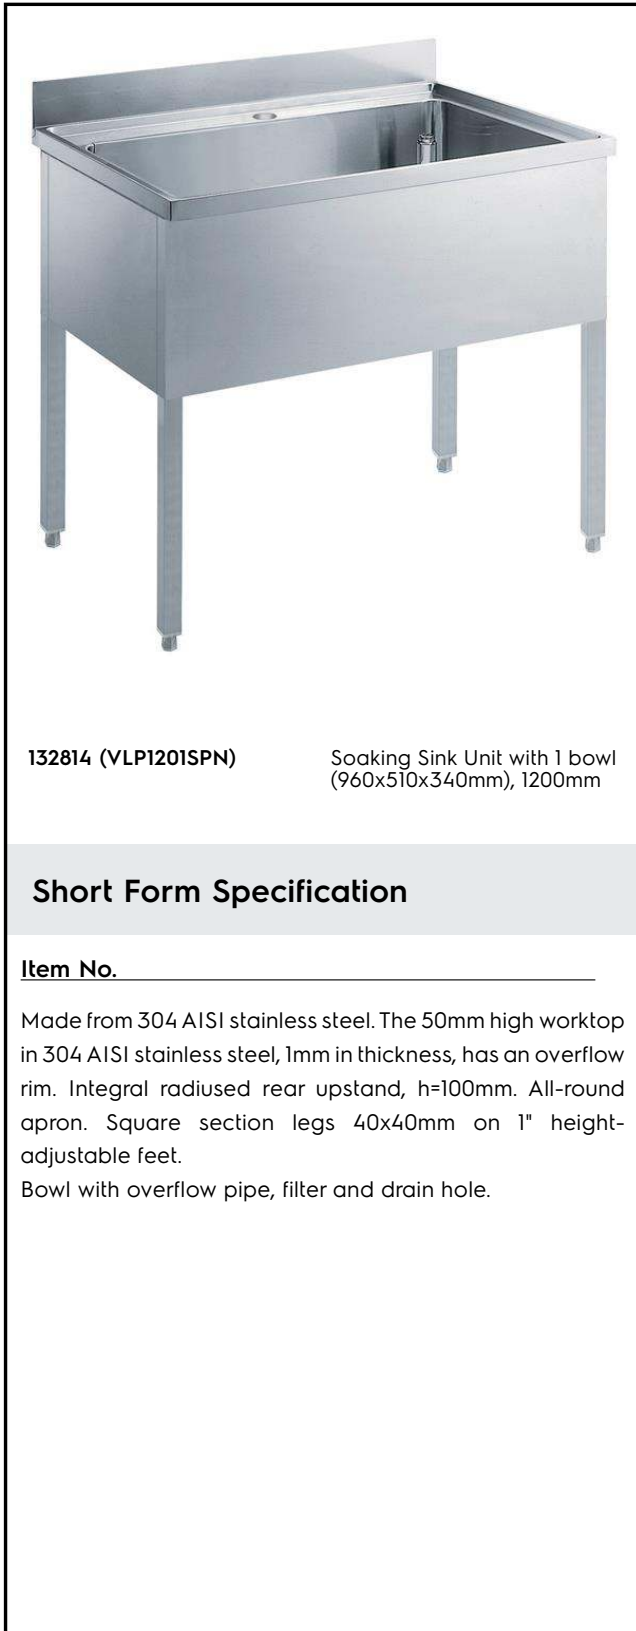 132814 (VLP1201SPN) Soaking Sink Unit with 1 bowl
(960x510x340mm), 1200mm
Short Form Specification
Item No.
Made from 304 AISI stainless steel. The 50mm high worktop
in 304 AISI stainless steel, 1mm in thickness, has an overflow
rim. Integral radiused rear upstand, h=100mm. All-round
apron. Square section legs 40x40mm on 1" height-
adjustable feet.
Bowl with overflow pipe, filter and drain hole.